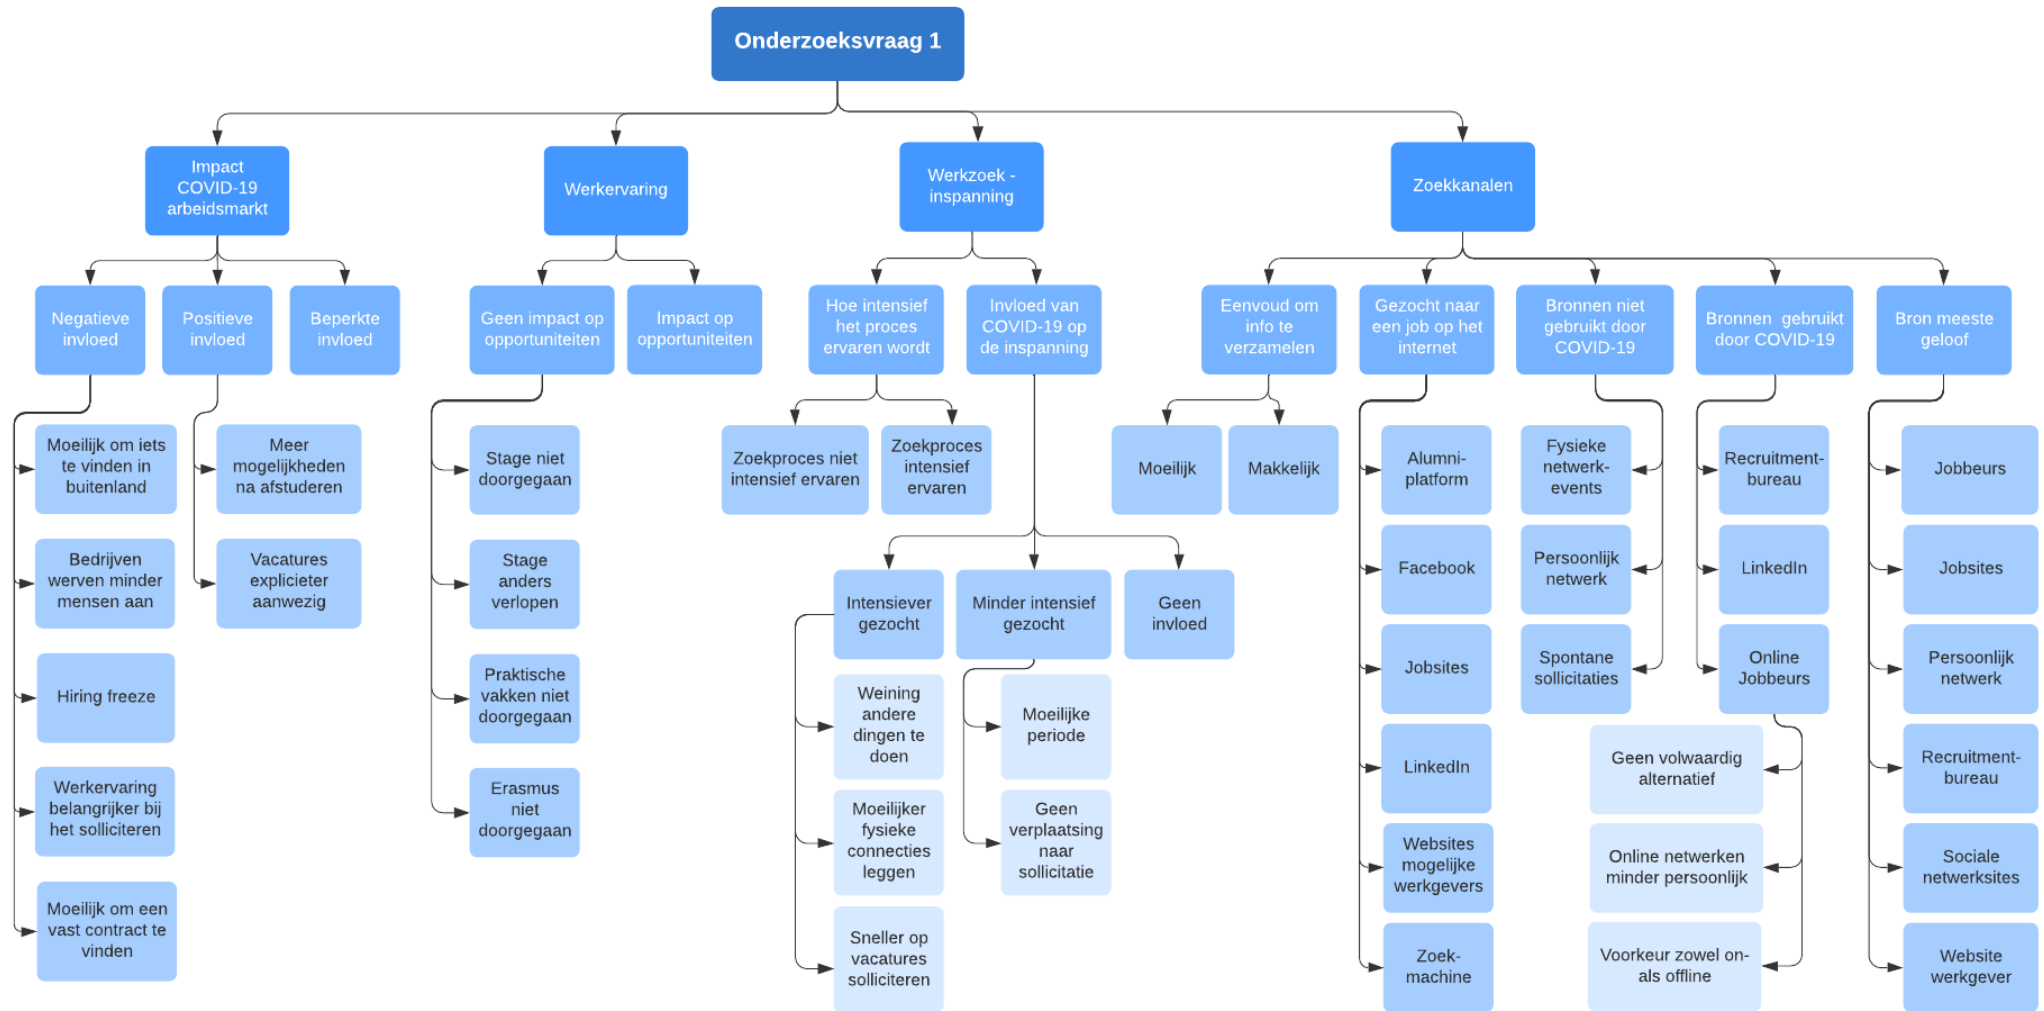 Onderzoeksvraag 1
Impact
COVID-19
arbeidsmarkt
Werkervaring
Werkzoek -
inspanning
Zoekkanalen
Negatieve
invloed
Positieve
invloed
Beperkte
invloed
Geen impact op
opportuniteiten
Impact op
opportuniteiten
Hoe intensief
het proces
ervaren wordt
Invloed van
COVID-19 op
de inspanning
Eenvoud om
info te
verzamelen
Gezocht naar
een job op het
internet
Bronnen niet
gebruikt door
COVID-19
Bronnen gebruikt
door COVID-19
Bron meeste
geloof
Moeilijk om iets
te vinden in
buitenland
Bedrijven
werven minder
mensen aan
Hiring freeze
Werkervaring
belangrijker bij
het solliciteren
Moeilijk om een
vast contract te
vinden
Meer
mogelijkheden
na afstuderen
Vacatures
explicieter
aanwezig
Stage niet
doorgegaan
Stage
anders
verlopen
Praktische
vakken niet
doorgegaan
Erasmus
niet
doorgegaan
Zoekproces niet
intensief ervaren
Zoekproces
intensief
ervaren
Intensiever
gezocht
Minder intensief
gezocht
Geen
invloed
Weining
andere
dingen te
doen
Moeilijker
fysieke
connecties
leggen
Sneller op
vacatures
solliciteren
Moeilijke
periode
Geen
verplaatsing
naar
sollicitatie
Moeilijk
Makkelijk
Alumni-
platform
Facebook
Jobsites
LinkedIn
Websites
mogelijke
werkgevers
Zoek-
machine
Fysieke
netwerk-
events
Persoonlijk
netwerk
Spontane
sollicitaties
Recruitment-
bureau
LinkedIn
Online
Jobbeurs
Geen volwaardig
alternatief
Online netwerken
minder persoonlijk
Voorkeur zowel on-
als offline
Jobbeurs
Jobsites
Persoonlijk
netwerk
Recruitment-
bureau
Sociale
netwerksites
Website
werkgever